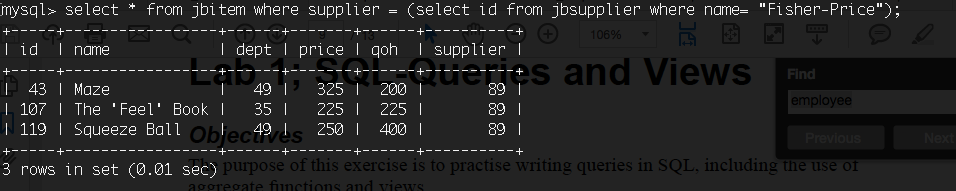 mysql> select * from jbitem where supplier = (select id from jbsupplier where name= "Fisher-Price");
+-----+-----------------+------+-------+------+----------+
| id | name | dept | price | qoh | supplier |
+-----+-----------------+------+-------+------+----------+
| 43 | Maze | 49 | 325 | 200 | 89 |
| 107 | The 'Feel' Book | 35 | 225 | 225 | 89 |
| 119 | Squeeze Ball | 49 | 250 | 400 | 89 |
+-----+-----------------+------+-------+------+----------+
3 rows in set (0.01 sec)
106%
Lab 1; SQL-Queries and Views
Objectives
The purpose of this exercise is to practise writing queries in SQL, including the use of
aggregate functions and views
Find
employee
Previous
Next